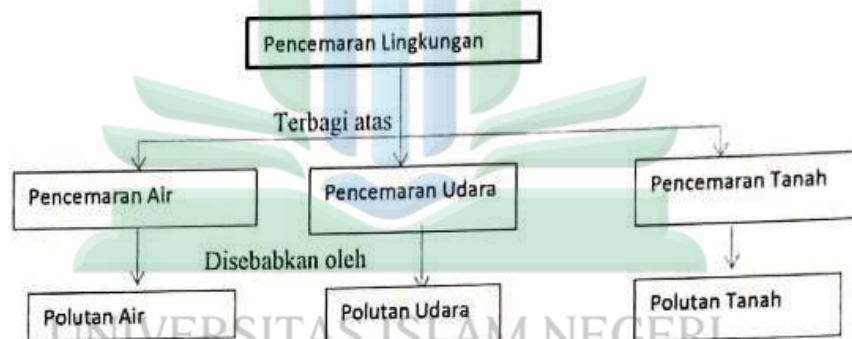 Pencemaran Lingkungan
Terbagi atas
Pencemaran Air
Pencemaran Udara
Pencemaran Tanah
Disebabkan oleh
Polutan Air
Polutan Udara
Polutan Tanah
UNIVERSITAS ISLAM NEGERI